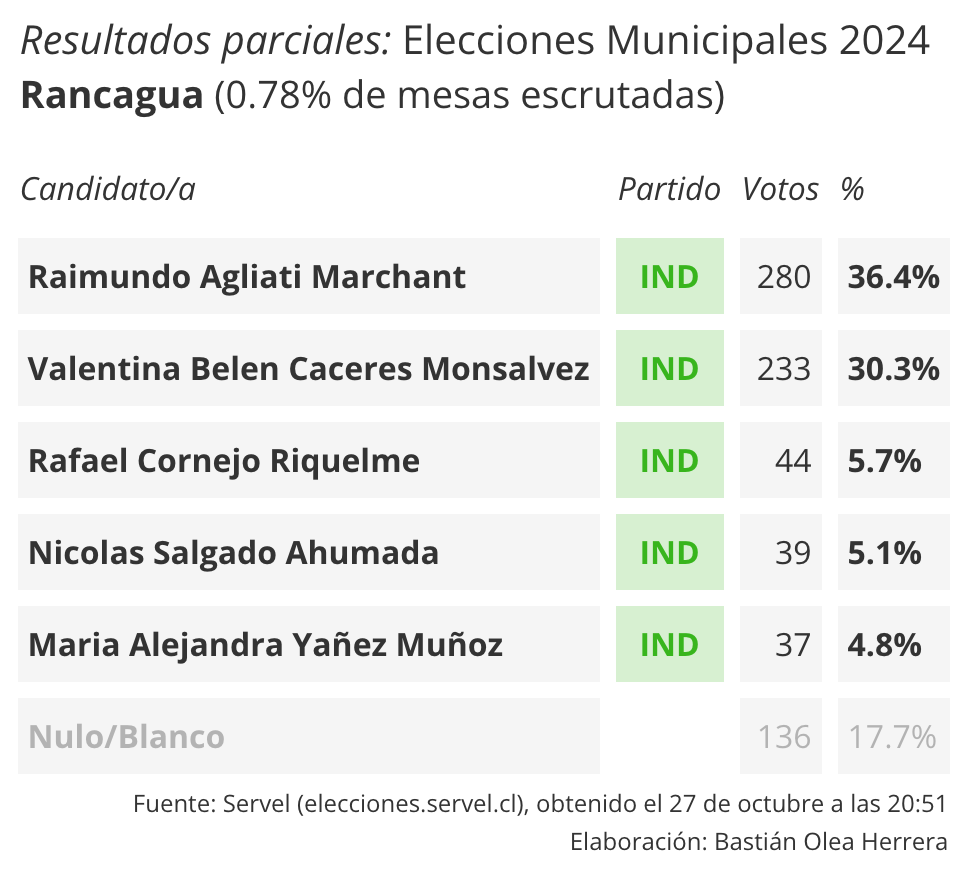 Resultados parciales: Elecciones Municipales 2024
Rancagua (0.78% de mesas escrutadas)
Candidato/a Partido Votos %
Raimundo Agliati Marchant IND 280 36.4%
Valentina Belen Caceres Monsalvez IND 233 30.3%
Rafael Cornejo Riquelme IND 44 5.7%
Nicolas Salgado Ahumada IND 39 5.1%
Maria Alejandra Yañez Muñoz IND 37 4.8%
Nulo/Blanco 136 17.7%
Fuente: Servel (elecciones.servel.cl), obtenido el 27 de octubre a las 20:51
Elaboración: Bastián Olea Herrera